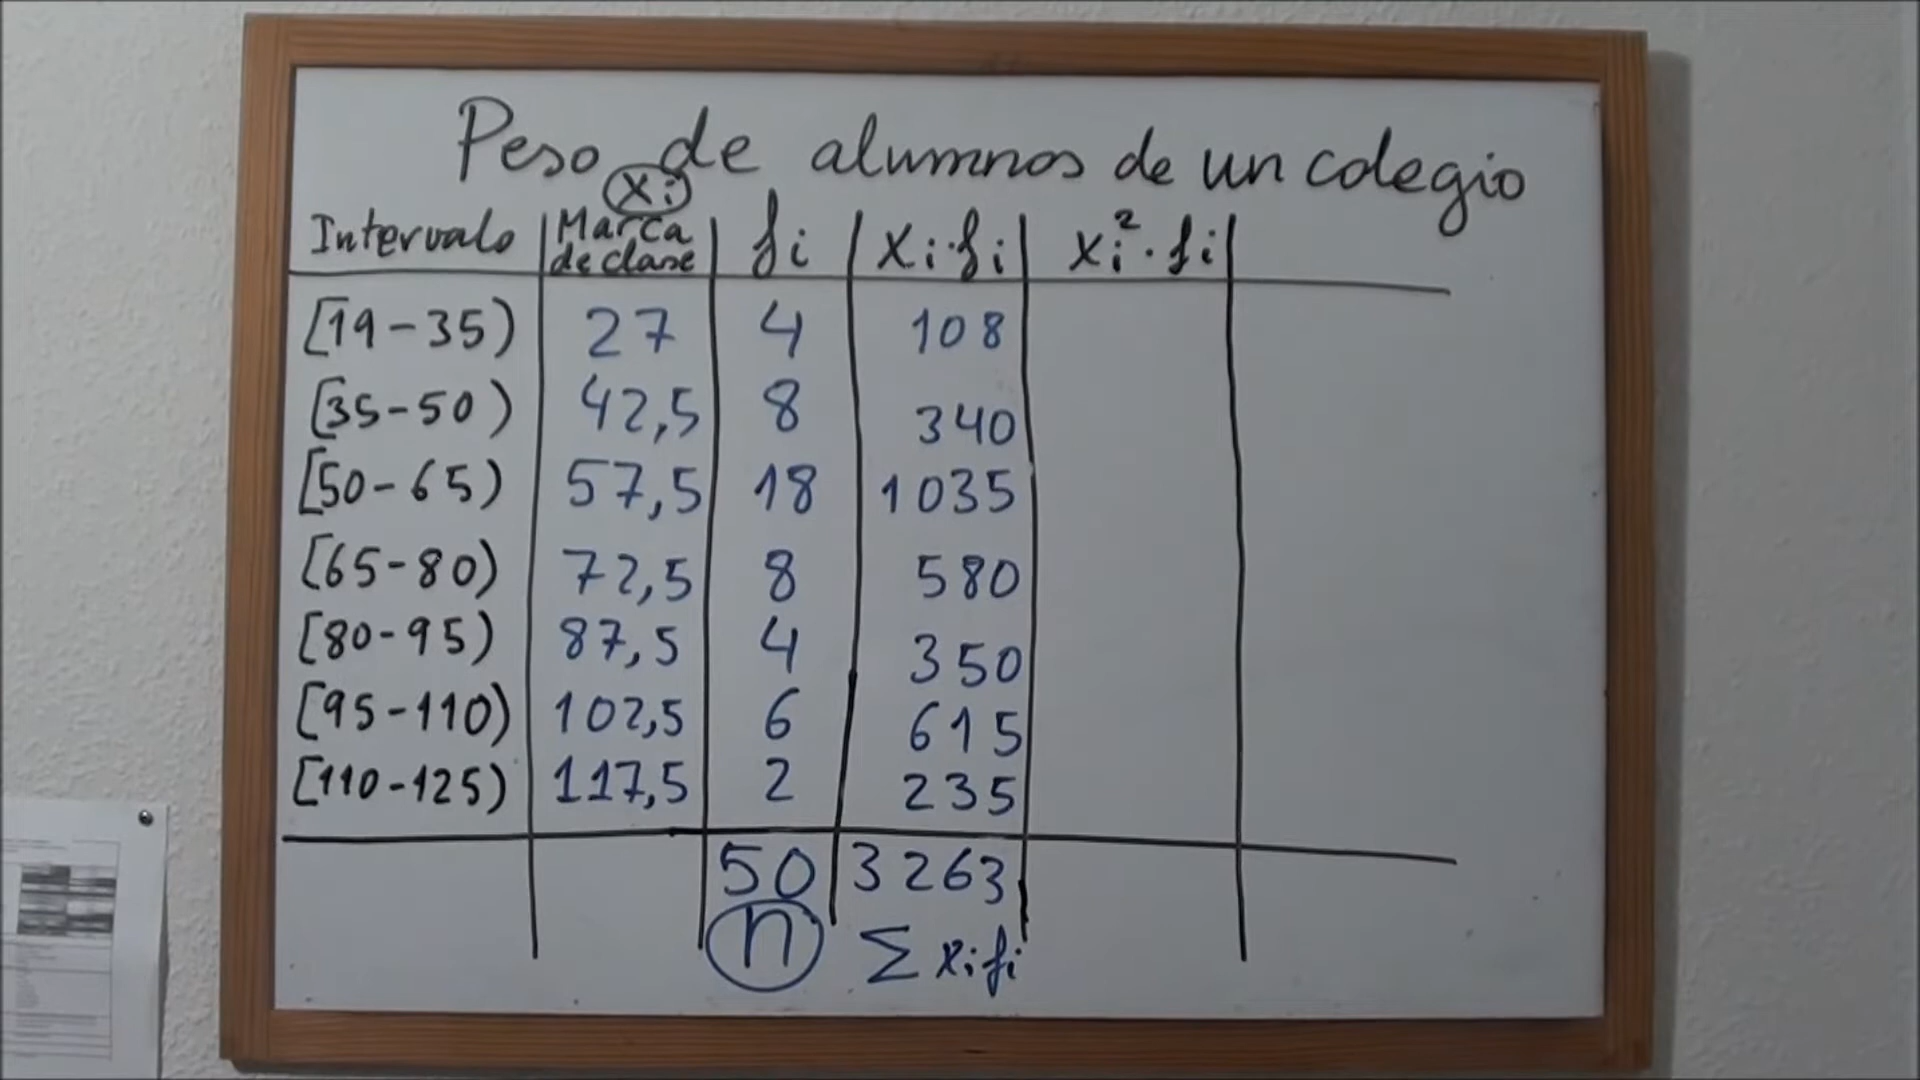 Peso de alumnos de un colegio
xi
Intervalo Marca de clase fi xi·fi xi²·fi
[19-35) 27 4 108
[35-50) 42,5 8 340
[50-65) 57,5 18 1035
[65-80) 72,5 8 580
[80-95) 87,5 4 350
[95-110) 102,5 6 615
[110-125) 117,5 2 235
50 3263
n Σ xifi